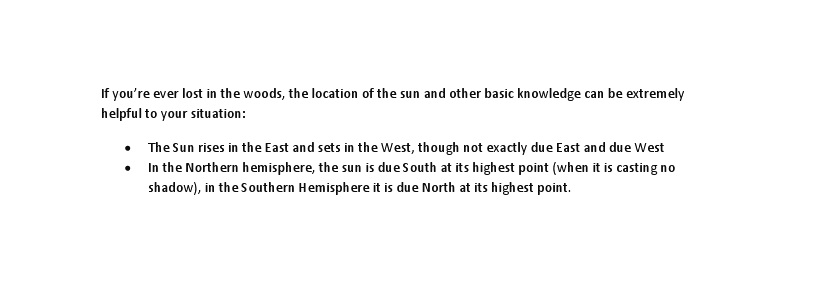 If you’re ever lost in the woods, the location of the sun and other basic knowledge can be extremely
helpful to your situation:
• The Sun rises in the East and sets in the West, though not exactly due East and due West
• In the Northern hemisphere, the sun is due South at its highest point (when it is casting no
shadow), in the Southern Hemisphere it is due North at its highest point.